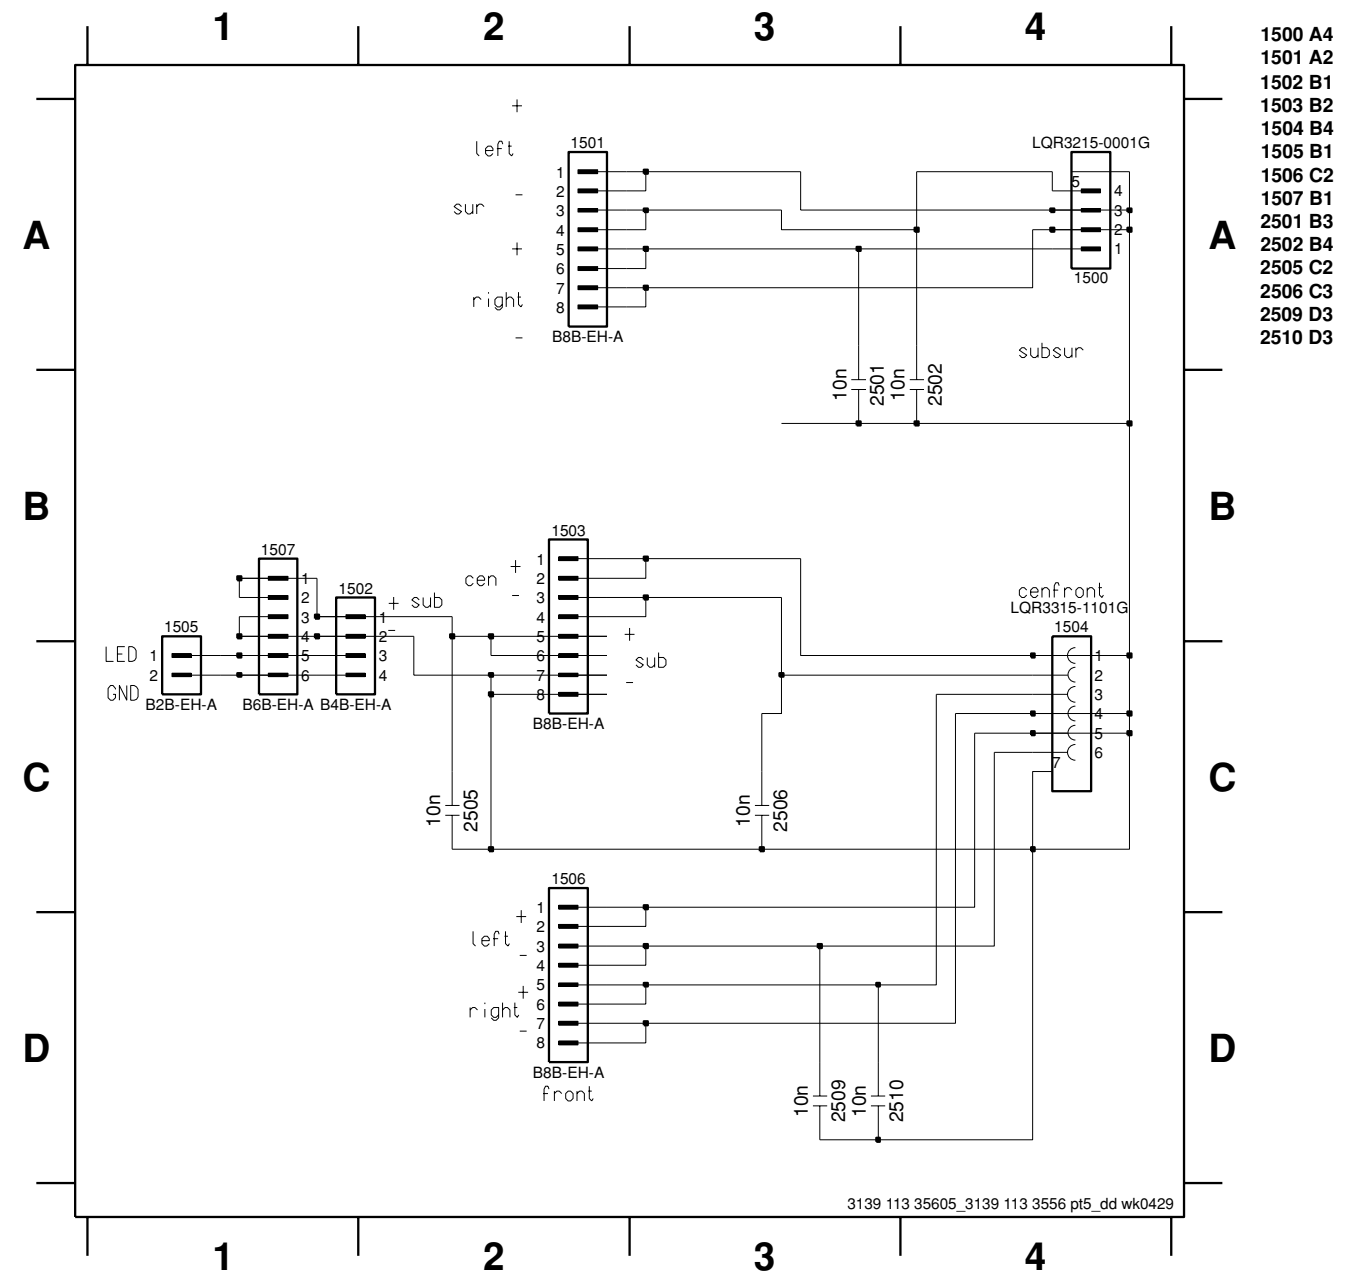 1 2 3 4
1500 A4
1501 A2
1502 B1
1503 B2
1504 B4
1505 B1
1506 C2
1507 B1
2501 B3
2502 B4
2505 C2
2506 C3
2509 D3
2510 D3
A A
+
left
-
sur
+
right
-
1501
1
2
3
4
5
6
7
8
B8B-EH-A
LQR3215-0001G
5
4
3
2
1
1500
subsur
10n
2501
10n
2502
B B
1507
1
2
3
4
5
6
B6B-EH-A
1502
+ sub
-
1
2
3
4
B4B-EH-A
1505
LED 1
GND 2
B2B-EH-A
1503
cen
+
-
1
2
3
4
5
6
7
8
+
sub
-
B8B-EH-A
cenfront
LQR3315-1101G
1504
1
2
3
4
5
6
7
C C
10n
2505
10n
2506
1506
+
left
-
+
right
-
1
2
3
4
5
6
7
8
B8B-EH-A
front
D D
10n
2509
10n
2510
3139 113 35605_3139 113 3556 pt5_dd wk0429
1 2 3 4